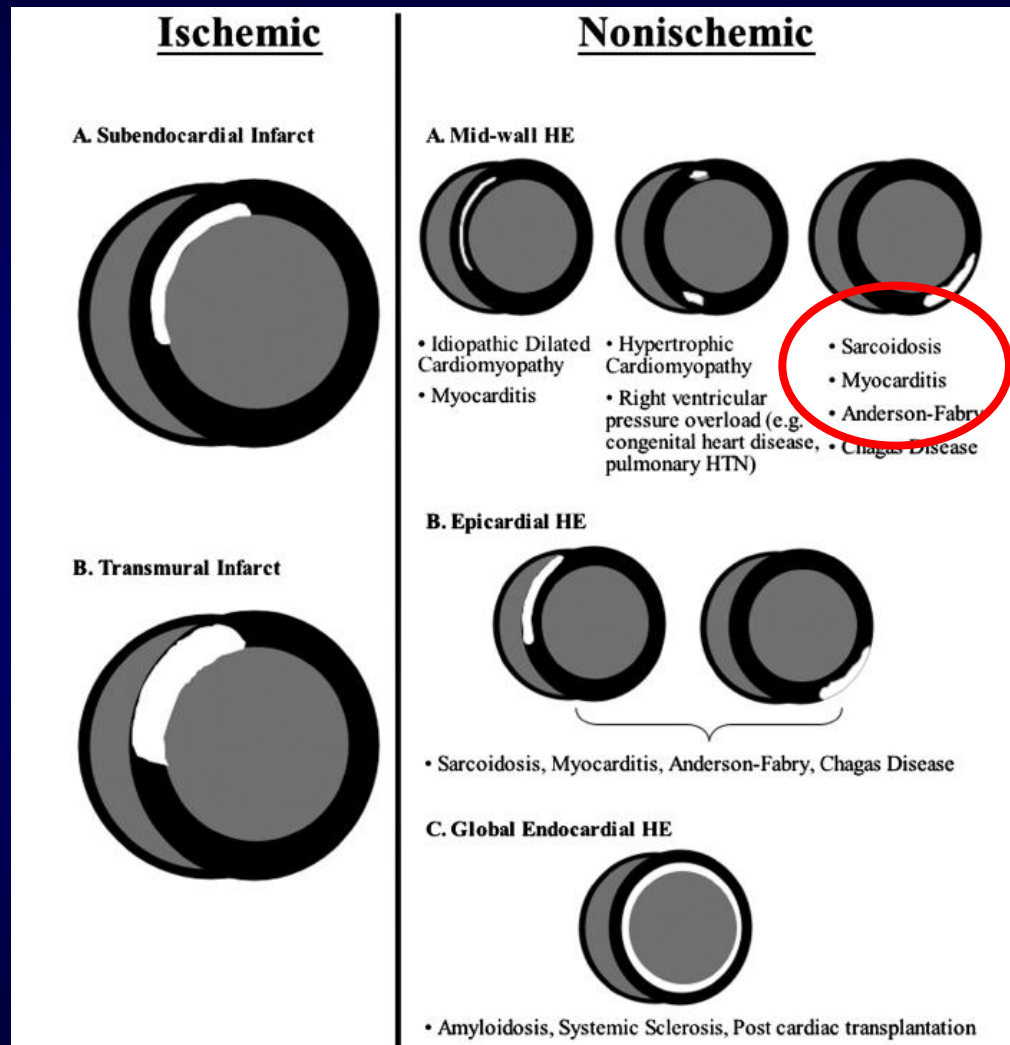 Ischemic
Nonischemic
A. Subendocardial Infarct
A. Mid-wall HE
• Idiopathic Dilated
Cardiomyopathy
• Myocarditis
• Hypertrophic
Cardiomyopathy
• Right ventricular
pressure overload (e.g.
congenital heart disease,
pulmonary HTN)
• Sarcoidosis
• Myocarditis
• Anderson-Fabry
• Chagas Disease
B. Transmural Infarct
B. Epicardial HE
• Sarcoidosis, Myocarditis, Anderson-Fabry, Chagas Disease
C. Global Endocardial HE
• Amyloidosis, Systemic Sclerosis, Post cardiac transplantation